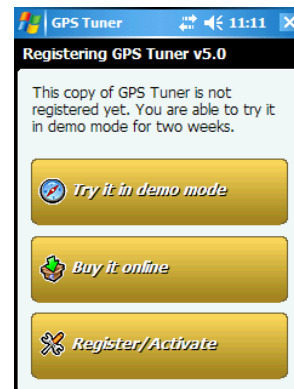 GPS Tuner 11:11
Registering GPS Tuner v5.0
This copy of GPS Tuner is not
registered yet. You are able to try it
in demo mode for two weeks.
Try it in demo mode
Buy it online
Register/Activate